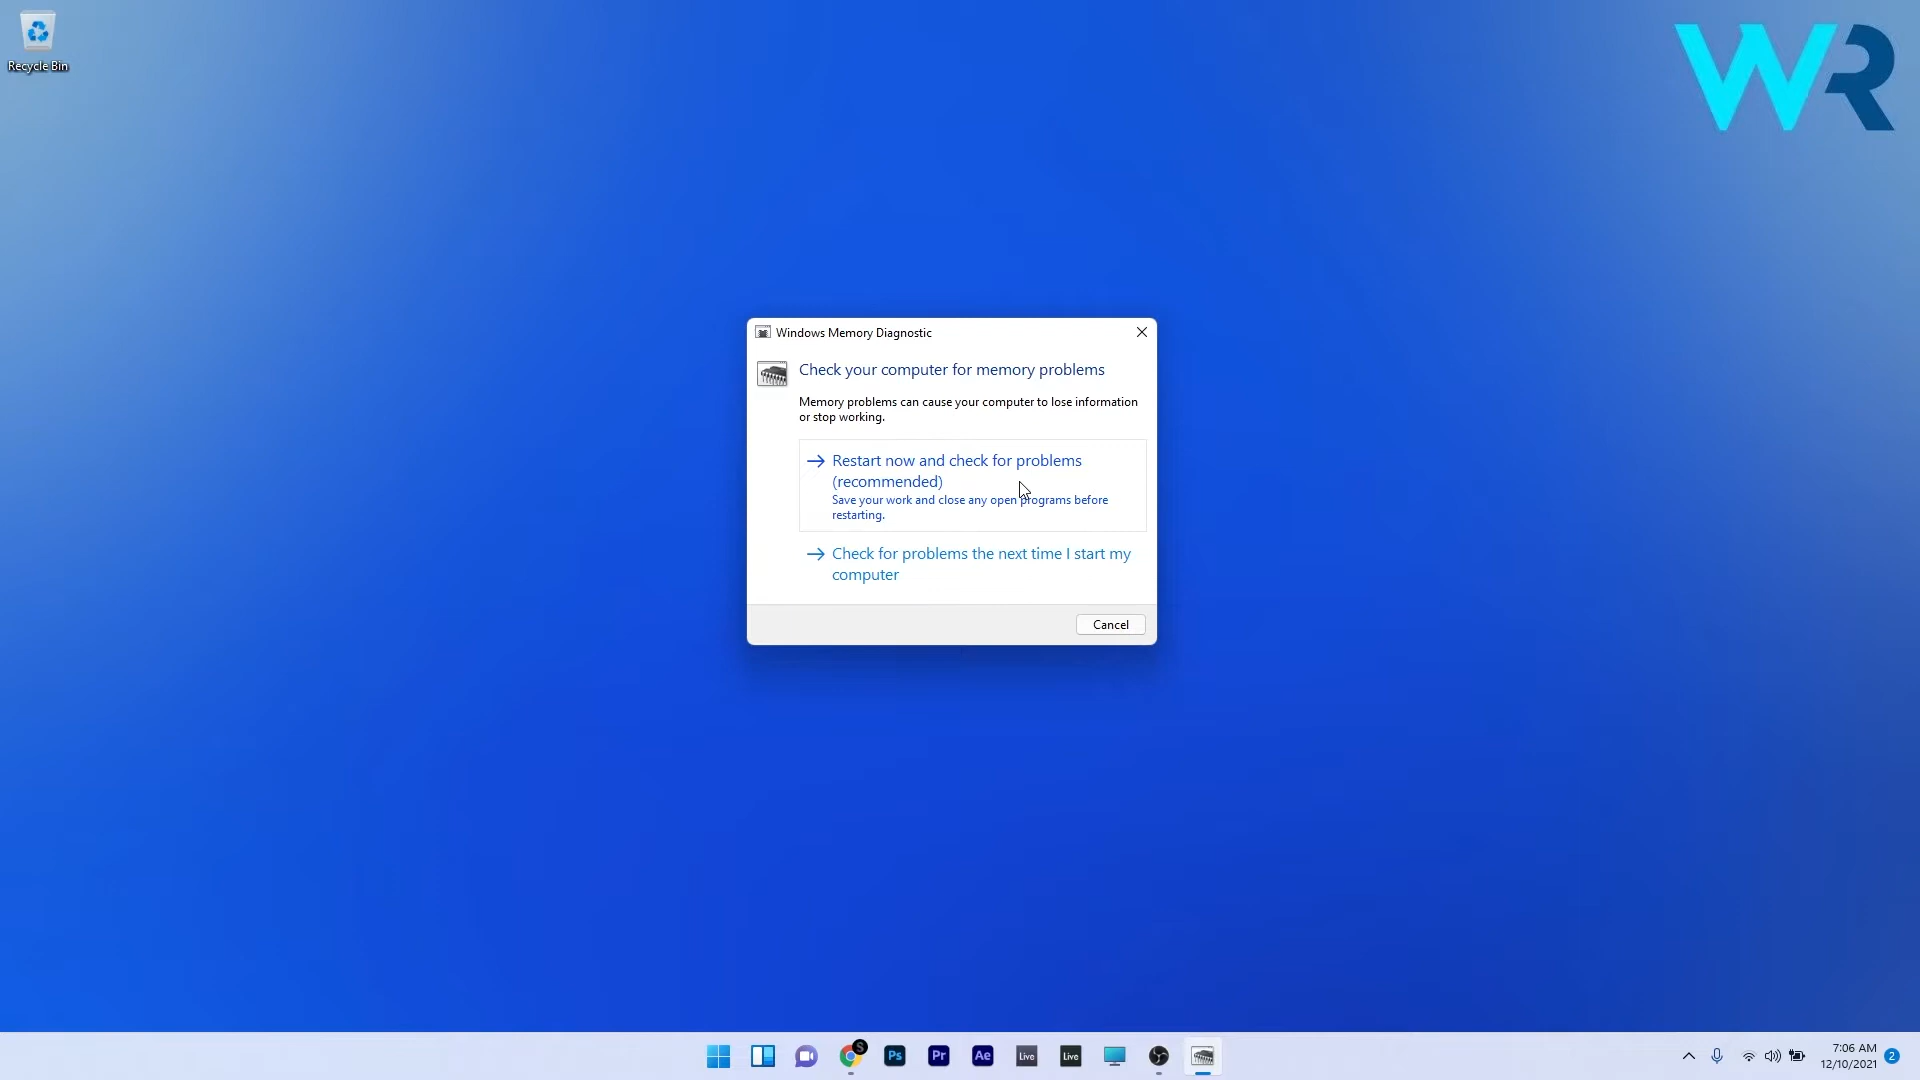 Recycle Bin
WR
Windows Memory Diagnostic
Check your computer for memory problems
Memory problems can cause your computer to lose information
or stop working.
Restart now and check for problems
(recommended)
Save your work and close any open programs before
restarting.
Check for problems the next time I start my
computer
Cancel
S
Ps
Pr
Ae
Live
Live
7:06 AM
12/10/2021
2